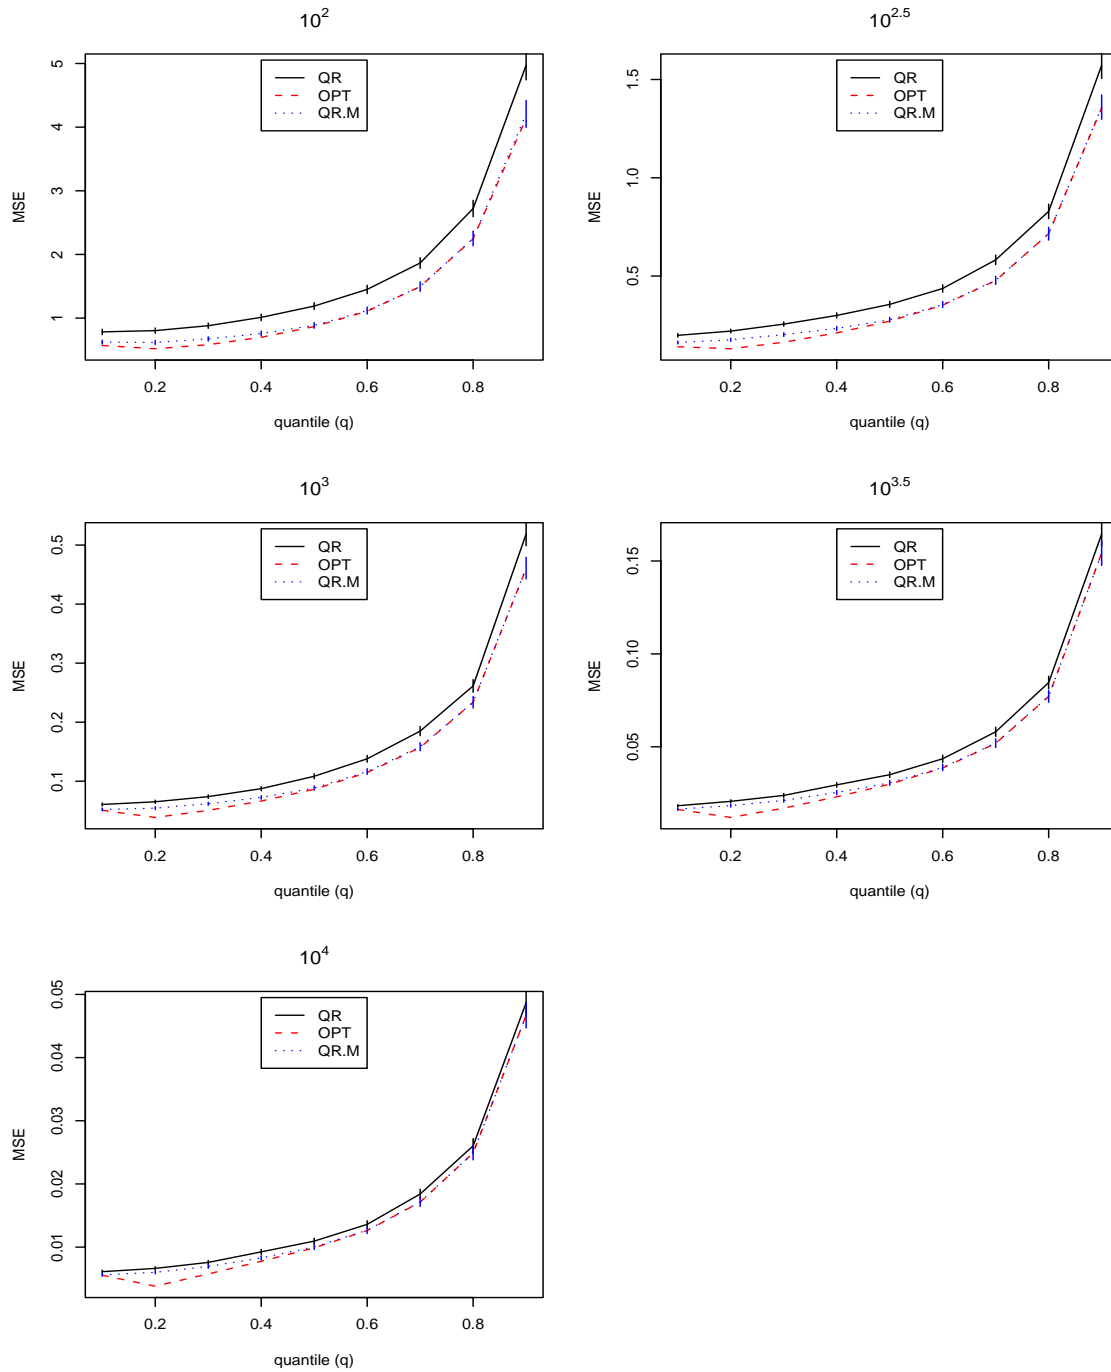 10^2
5
4
3
2
1
MSE
QR
OPT
QR.M
0.2 0.4 0.6 0.8
quantile (q)
10^2.5
1.5
1.0
0.5
MSE
QR
OPT
QR.M
0.2 0.4 0.6 0.8
quantile (q)
10^3
0.5
0.4
0.3
0.2
0.1
MSE
QR
OPT
QR.M
0.2 0.4 0.6 0.8
quantile (q)
10^3.5
0.15
0.10
0.05
MSE
QR
OPT
QR.M
0.2 0.4 0.6 0.8
quantile (q)
10^4
0.05
0.04
0.03
0.02
0.01
MSE
QR
OPT
QR.M
0.2 0.4 0.6 0.8
quantile (q)